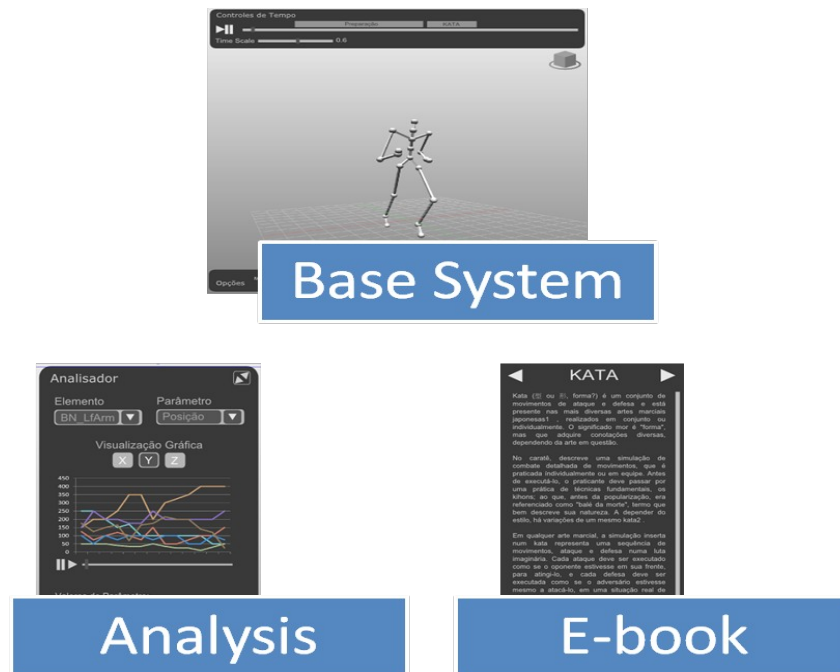 Controles de Tempo
Preparação KATA
Time Scale 0.6
Opções
Base System
Analisador
Elemento Parâmetro
BN_LfArm Posição
Visualização Gráfica
X Y Z
450
400
350
300
250
200
150
100
50
0
Analysis
KATA
Kata ( ou , forma?) é um conjunto de
movimentos de ataque e defesa e está
presente nas mais diversas artes marciais
japonesas1 , realizados em conjunto ou
individualmente. O significado mor é "forma",
mas que adquire conotações diversas,
dependendo da arte em questão.
No caratê, descreve uma simulação de
combate detalhada de movimentos, que é
praticada individualmente ou em equipe. Antes
de executá-lo, o praticante deve passar por
uma prática de técnicas fundamentais, os
kihons; ao que, antes da popularização, era
referenciado como "balé da morte", termo que
bem descreve sua natureza. A depender do
estilo, há variações de um mesmo kata2
Em qualquer arte marcial, a simulação inserta
num kata representa uma sequência de
movimentos, ataque e defesa numa luta
imaginária. Cada ataque deve ser executado
como se o oponente estivesse em sua frente,
para atingí-lo, e cada defesa deve ser
executada como se o adversário estivesse
mesmo a atacá-lo, em uma situação real de
E-book